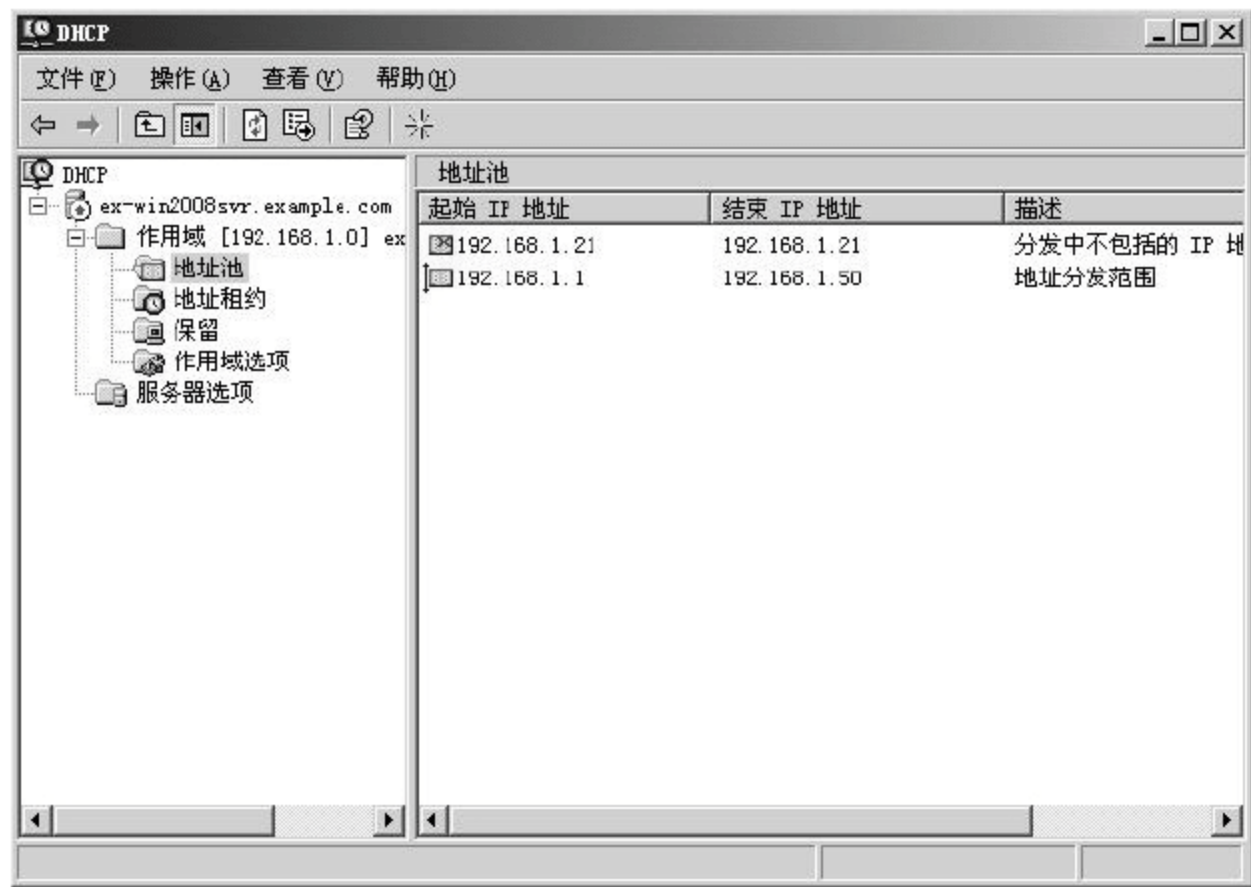 DHCP
文件(F) 操作(A) 查看(V) 帮助(H)
DHCP
ex-win2008svr.example.com
作用域 [192.168.1.0] ex
地址池
地址租约
保留
作用域选项
服务器选项
地址池
起始 IP 地址 结束 IP 地址 描述
192.168.1.21 192.168.1.21 分发中不包括的 IP 地
192.168.1.1 192.168.1.50 地址分发范围